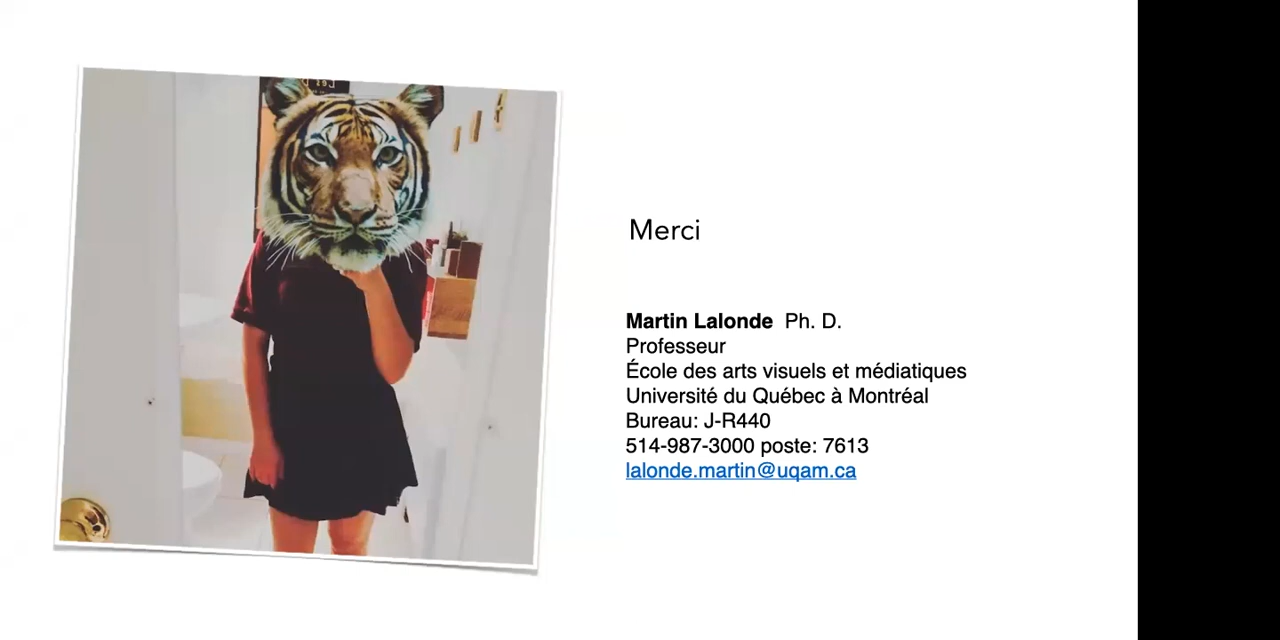 Merci
Martin Lalonde Ph. D.
Professeur
École des arts visuels et médiatiques
Université du Québec à Montréal
Bureau: J-R440
514-987-3000 poste: 7613
lalonde.martin@uqam.ca